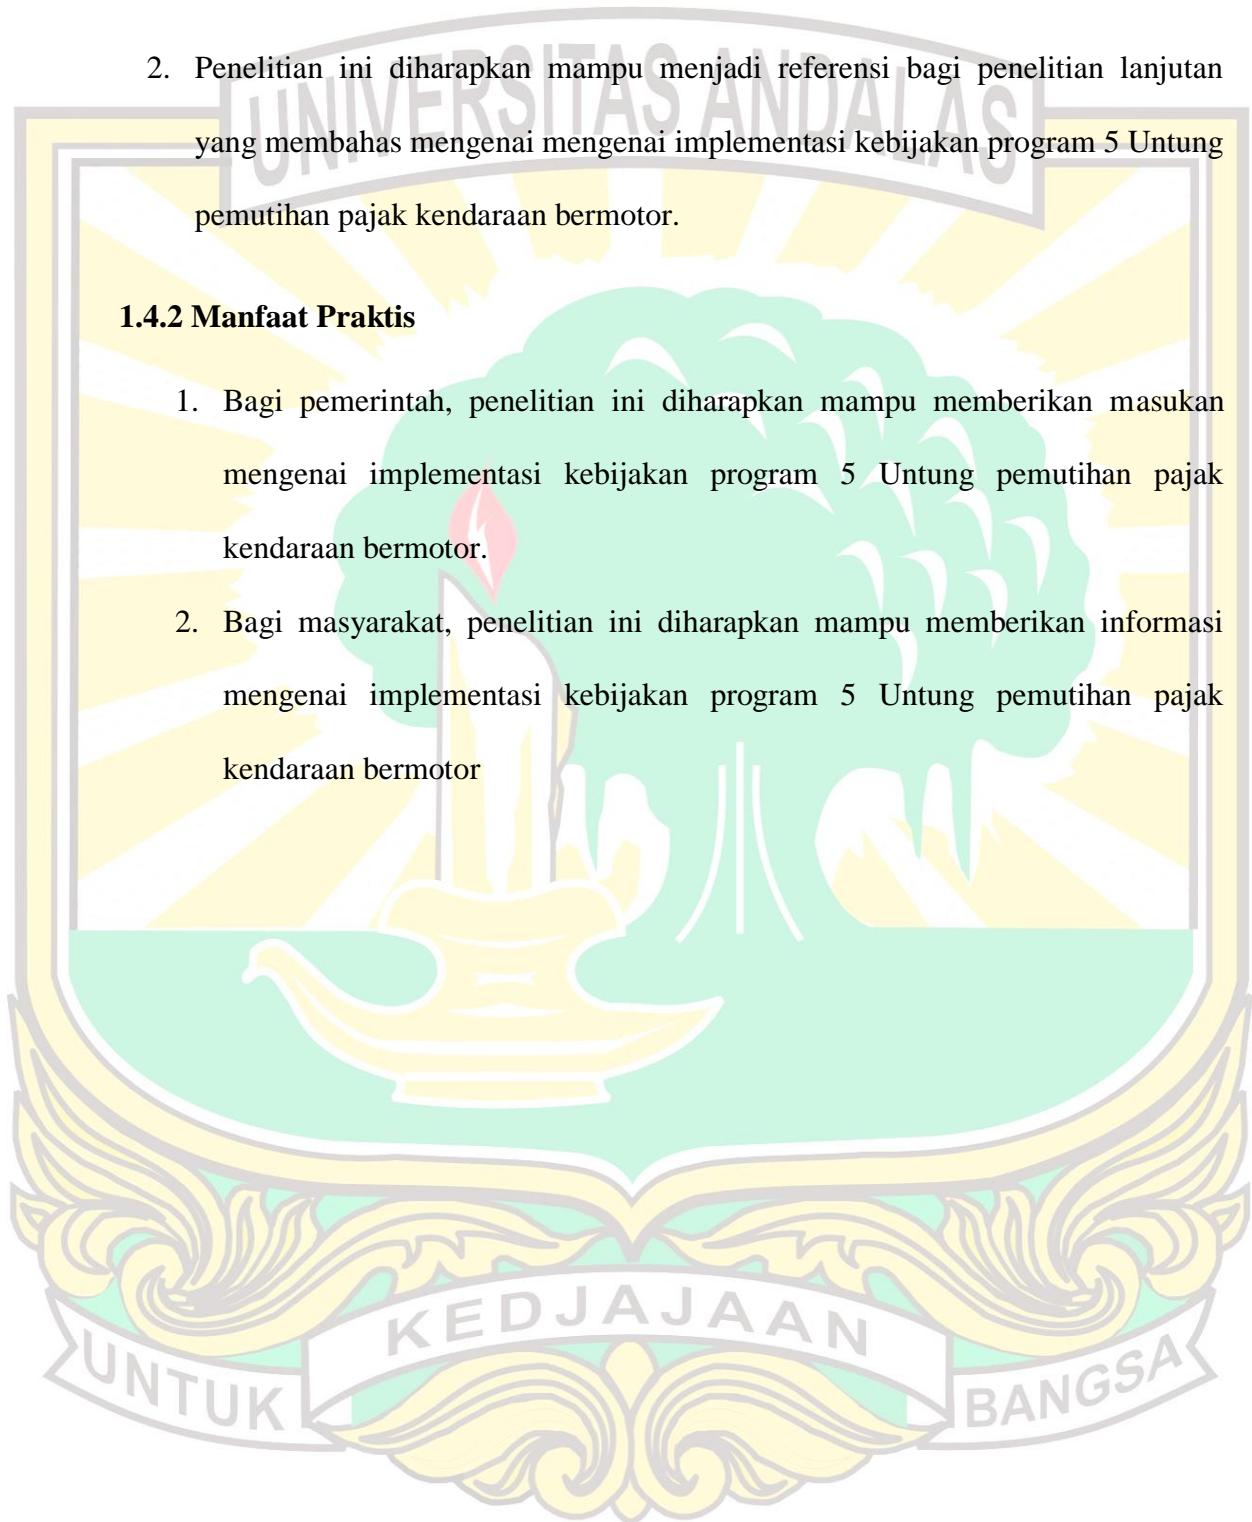 UNIVERSITAS ANDALAS
2. Penelitian ini diharapkan mampu menjadi referensi bagi penelitian lanjutan
yang membahas mengenai mengenai implementasi kebijakan program 5 Untung
pemutihan pajak kendaraan bermotor.
1.4.2 Manfaat Praktis
1. Bagi pemerintah, penelitian ini diharapkan mampu memberikan masukan
mengenai implementasi kebijakan program 5 Untung pemutihan pajak
kendaraan bermotor.
2. Bagi masyarakat, penelitian ini diharapkan mampu memberikan informasi
mengenai implementasi kebijakan program 5 Untung pemutihan pajak
kendaraan bermotor
UNTUK KEDJAJAAN BANGSA